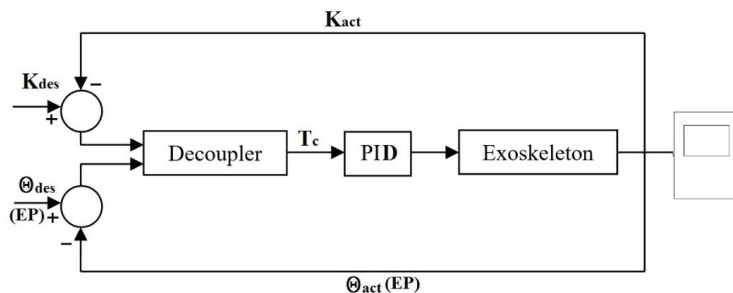 Kact
Kdes
−
+
Decoupler
Tc
PID
Exoskeleton
Θdes
(EP)
+
−
Θact (EP)